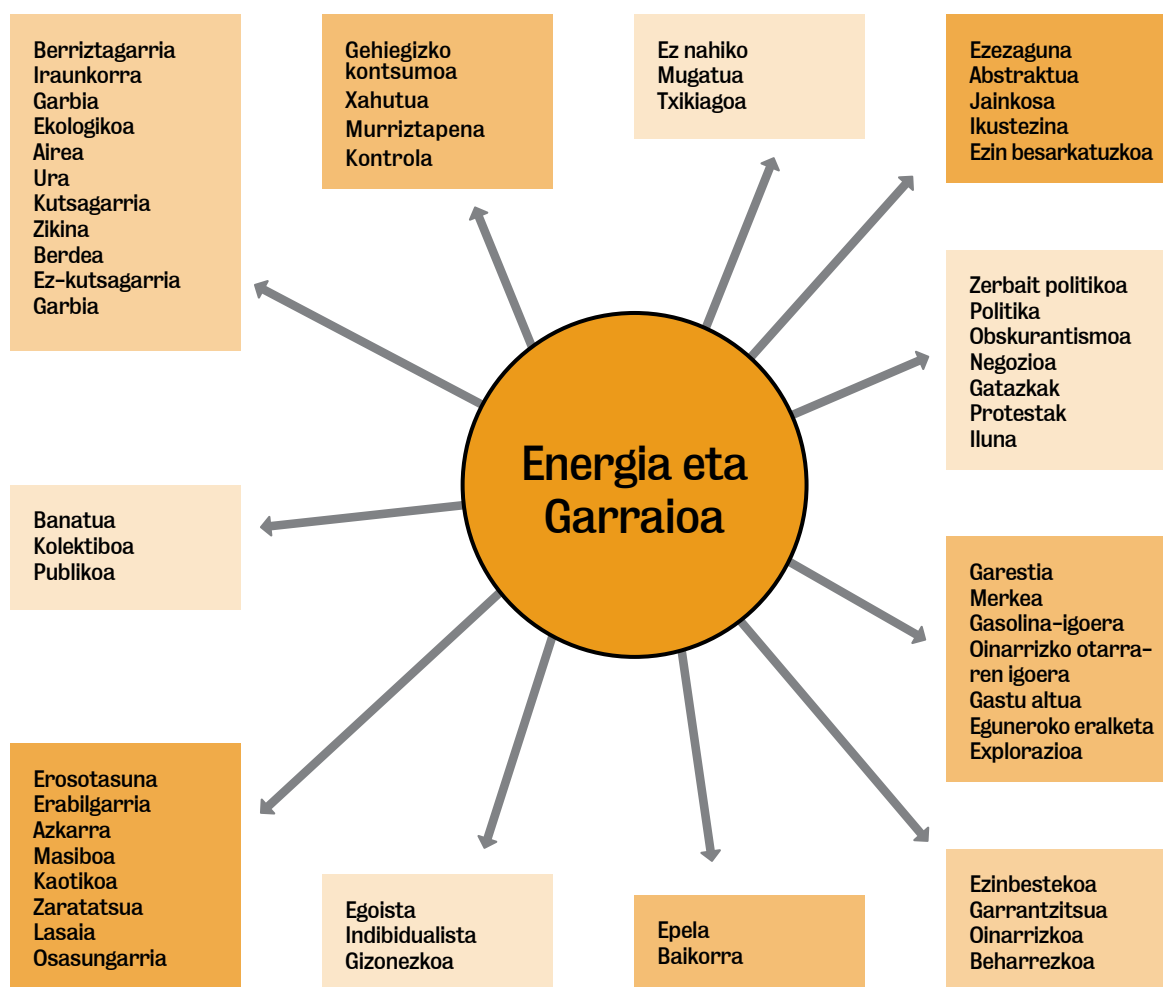 Berriztagarria
Iraunkorra
Garbia
Ekologikoa
Airea
Ura
Kutsagarria
Zikina
Berdea
Ez-kutsagarria
Garbia
Gehiegizko
kontsumoa
Xahutua
Murriztapena
Kontrola
Ez nahiko
Mugatua
Txikiagoa
Ezezaguna
Abstraktua
Jainkosa
Ikustezina
Ezin besarkatuzkoa
Zerbait politikoa
Politika
Obskurantismoa
Negozioa
Gatazkak
Protestak
Iluna
Energia eta
Garraioa
Banatua
Kolektiboa
Publikoa
Garestia
Merkea
Gasolina-igoera
Oinarrizko otarra-
ren igoera
Gastu altua
Eguneroko eralketa
Explorazioa
Erosotasuna
Erabilgarria
Azkarra
Masiboa
Kaotikoa
Zaratatsua
Lasaia
Osasungarria
Egoista
Indibidualista
Gizonezkoa
Epela
Baikorra
Ezinbestekoa
Garrantzitsua
Oinarrizkoa
Beharrezkoa